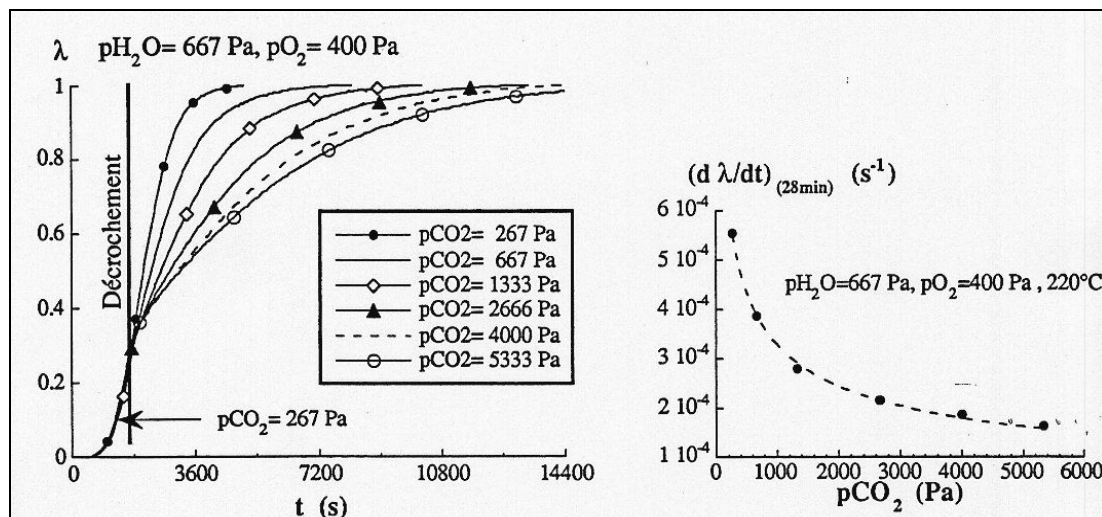 λ pH₂O= 667 Pa, pO₂= 400 Pa
1
0.8
0.6
0.4
0.2
0
Décrochement
pCO₂= 267 Pa
pCO2= 267 Pa
pCO2= 667 Pa
pCO2= 1333 Pa
pCO2= 2666 Pa
pCO2= 4000 Pa
pCO2= 5333 Pa
3600
7200
10800
14400
t (s)
(d λ/dt) (28min) (s⁻¹)
6 10⁻⁴
5 10⁻⁴
4 10⁻⁴
3 10⁻⁴
2 10⁻⁴
1 10⁻⁴
pH₂O=667 Pa, pO₂=400 Pa , 220°C
0
1000
2000
3000
4000
5000
6000
pCO₂ (Pa)